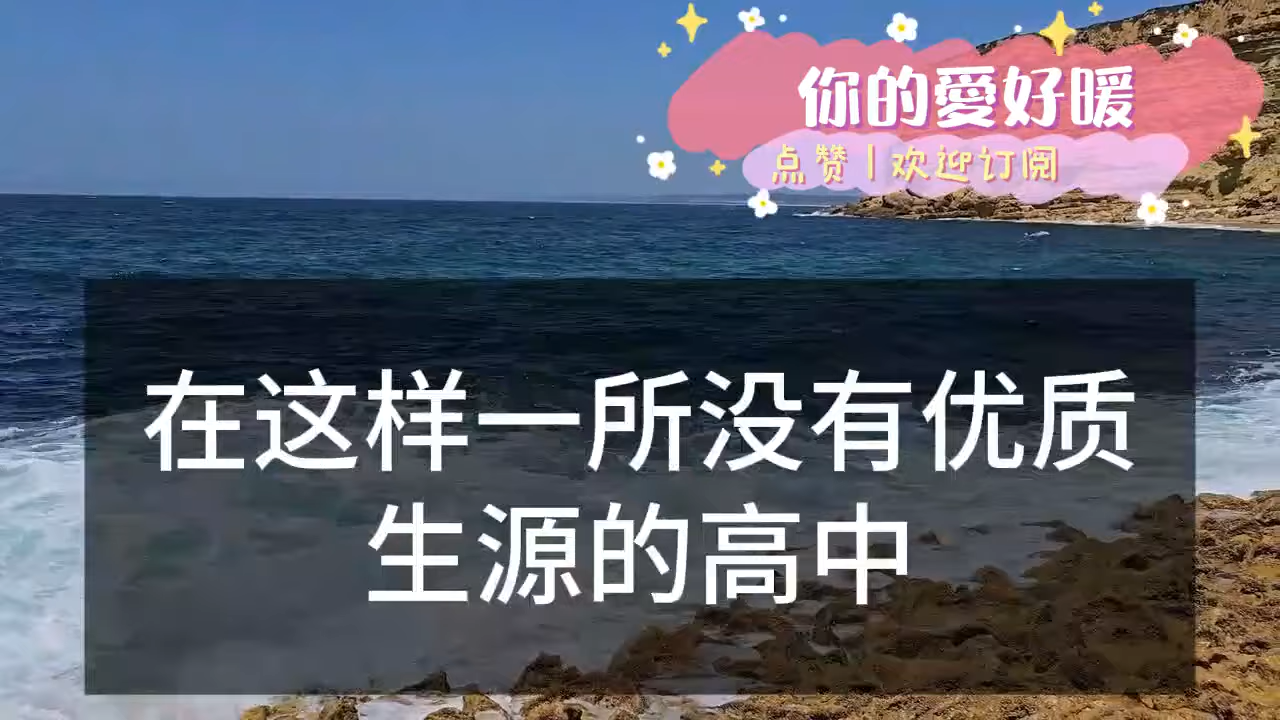 你的愛好暖
点赞|欢迎订阅
在这样一所没有优质
生源的高中